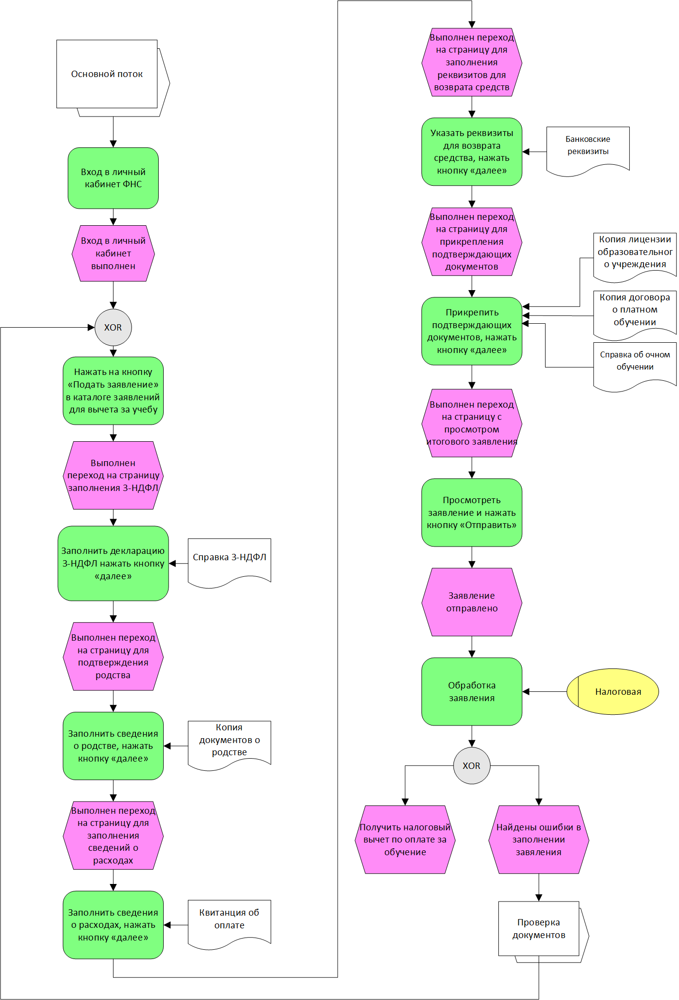 Основной поток
Вход в личный
кабинет ФНС
Вход в личный
кабинет
выполнен
XOR
Нажать на кнопку
«Подать заявление»
в каталоге заявлений
для вычета за учебу
Выполнен
переход на страницу
заполнения 3-НДФЛ
Заполнить декларацию
3-НДФЛ нажать кнопку
«далее»
Справка 3-НДФЛ
Выполнен переход
на страницу для
подтверждения
родства
Заполнить сведения
о родстве, нажать
кнопку «далее»
Копия
документов о
родстве
Выполнен переход
на страницу для
заполнения
сведений о
расходах
Заполнить сведения
о расходах, нажать
кнопку «далее»
Квитанция об
оплате
Выполнен переход
на страницу для
заполнения
реквизитов для
возврата средств
Указать реквизиты
для возврата
средства, нажать
кнопку «далее»
Банковские
реквизиты
Выполнен переход
на страницу для
прикрепления
подтверждающих
документов
Прикрепить
подтверждающих
документов, нажать
кнопку «далее»
Копия лицензии
образовательног
о учреждения
Копия договора
о платном
обучении
Справка об очном
обучении
Выполнен переход
на страницу с
просмотром
итогового заявления
Просмотреть
заявление и нажать
кнопку «Отправить»
Заявление
отправлено
Обработка
заявления
Налоговая
XOR
Получить налоговый
вычет по оплате за
обучение
Найдены ошибки в
заполнении
завяления
Проверка
документов